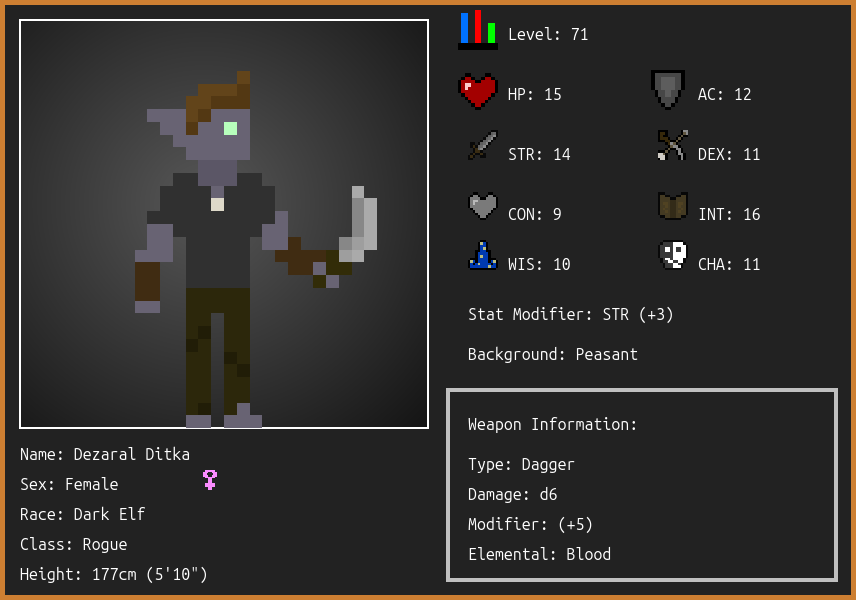 Level: 71
HP: 15
AC: 12
STR: 14
DEX: 11
CON: 9
INT: 16
WIS: 10
CHA: 11
Stat Modifier: STR (+3)
Background: Peasant
Weapon Information:
Type: Dagger
Damage: d6
Modifier: (+5)
Elemental: Blood
Name: Dezaral Ditka
Sex: Female
Race: Dark Elf
Class: Rogue
Height: 177cm (5'10")